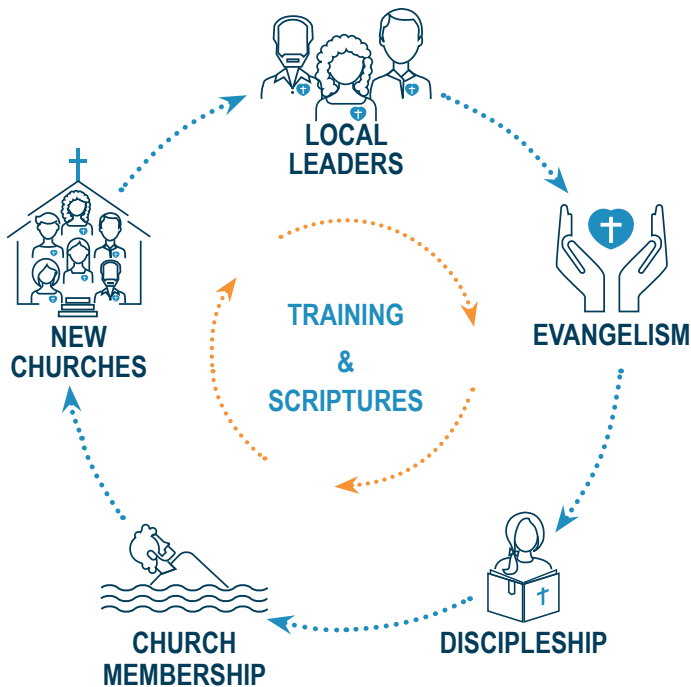 LOCAL
LEADERS
EVANGELISM
DISCIPLESHIP
CHURCH
MEMBERSHIP
NEW
CHURCHES
TRAINING
&
SCRIPTURES